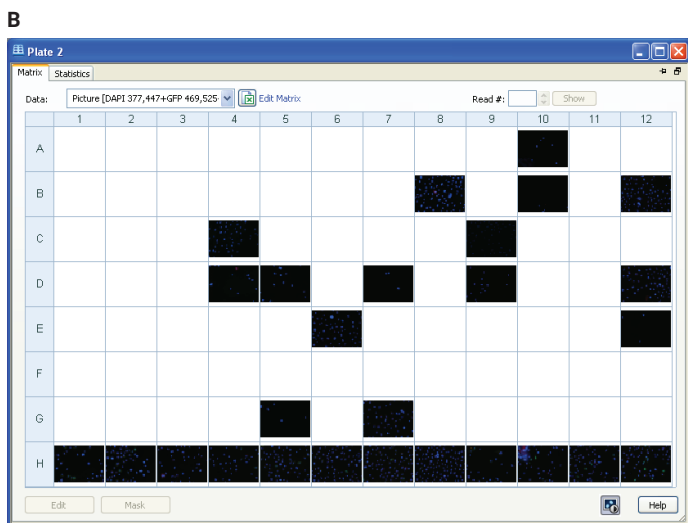 B
Plate 2
Matrix Statistics
Data: Picture [DAPI 377,447+GFP 469,525 Edit Matrix Read #: Show
1 2 3 4 5 6 7 8 9 10 11 12
A
B
C
D
E
F
G
H
Edit Mask Help